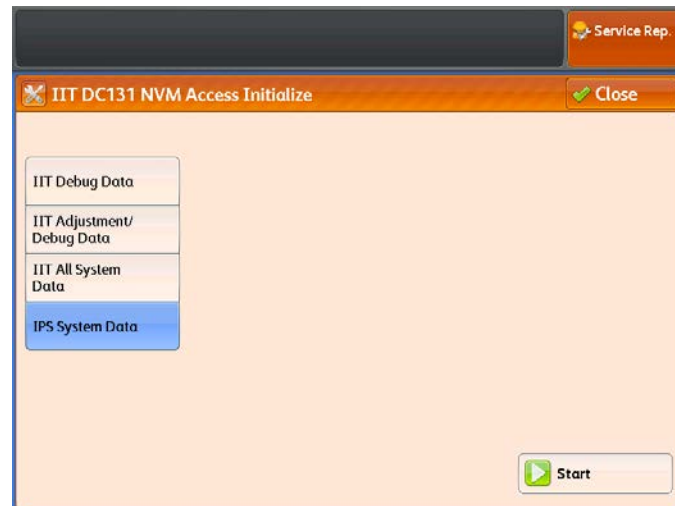 Service Rep.
IIT DC131 NVM Access Initialize
Close
IIT Debug Data
IIT Adjustment/
Debug Data
IIT All System
Data
IPS System Data
Start